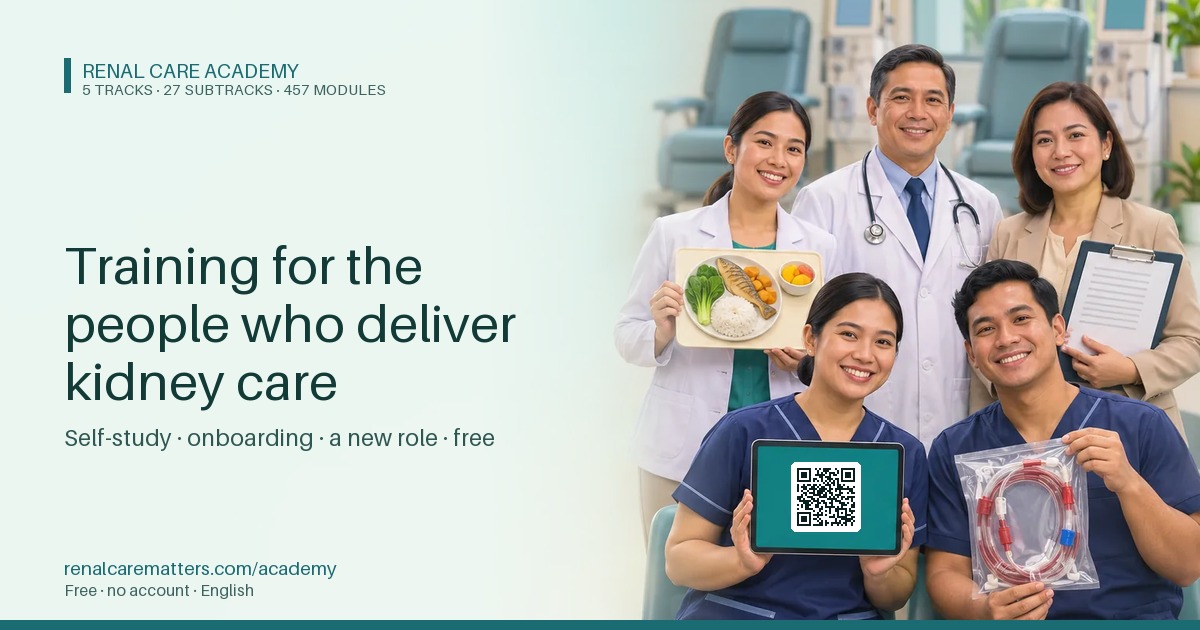 RENAL CARE ACADEMY
5 TRACKS · 27 SUBTRACKS · 457 MODULES
Training for the
people who deliver
kidney care
Self-study · onboarding · a new role · free
renalcarematters.com/academy
Free · no account · English